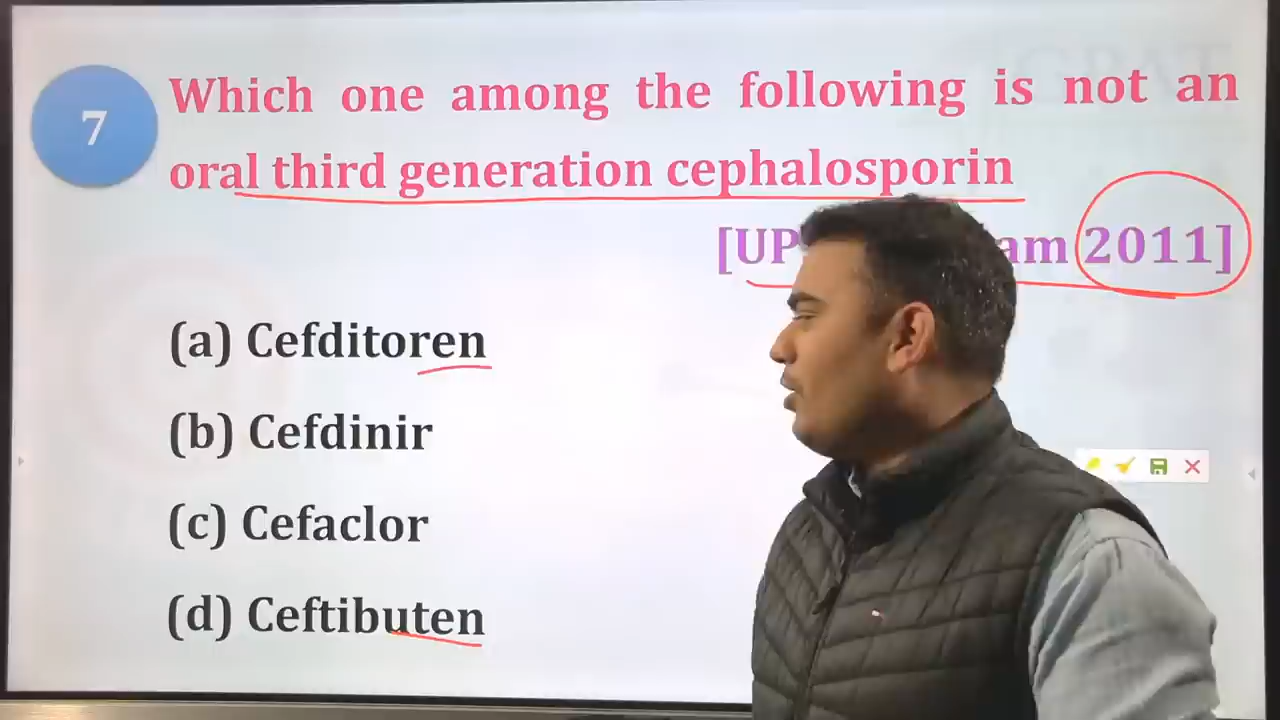 7
Which one among the following is not an
oral third generation cephalosporin
[UP am 2011]
(a) Cefditoren
(b) Cefdinir
(c) Cefaclor
(d) Ceftibuten